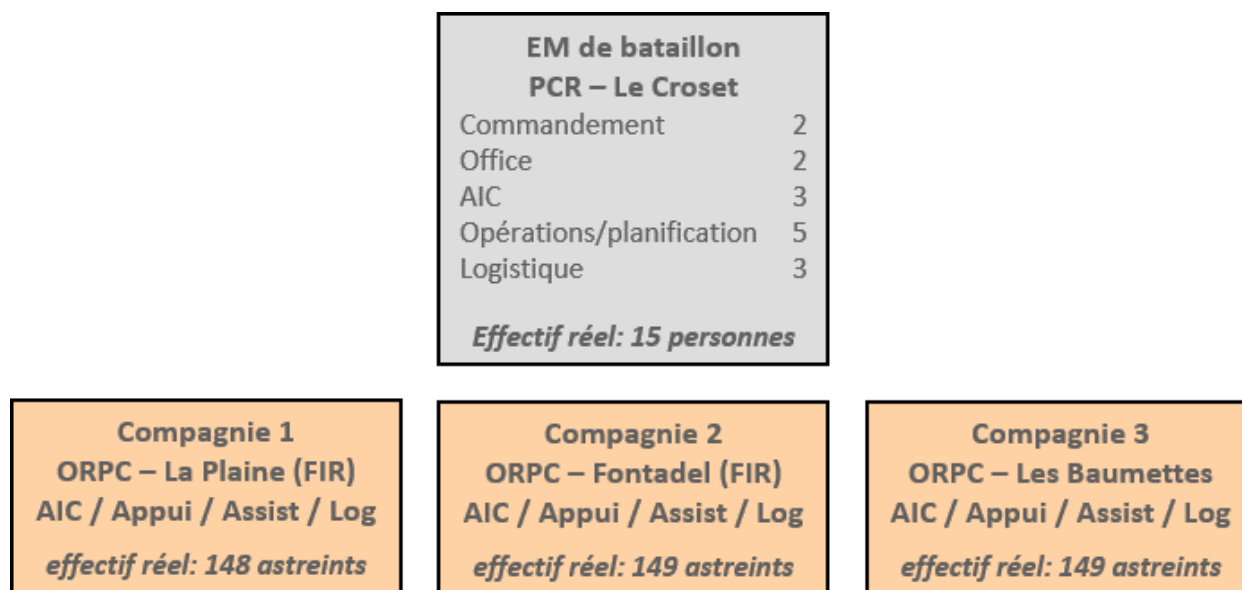 EM de bataillon
PCR – Le Croset
Commandement 2
Office 2
AIC 3
Opérations/planification 5
Logistique 3
Effectif réel: 15 personnes
Compagnie 1
ORPC – La Plaine (FIR)
AIC / Appui / Assist / Log
effectif réel: 148 astreints
Compagnie 2
ORPC – Fontadel (FIR)
AIC / Appui / Assist / Log
effectif réel: 149 astreints
Compagnie 3
ORPC – Les Baumettes
AIC / Appui / Assist / Log
effectif réel: 149 astreints